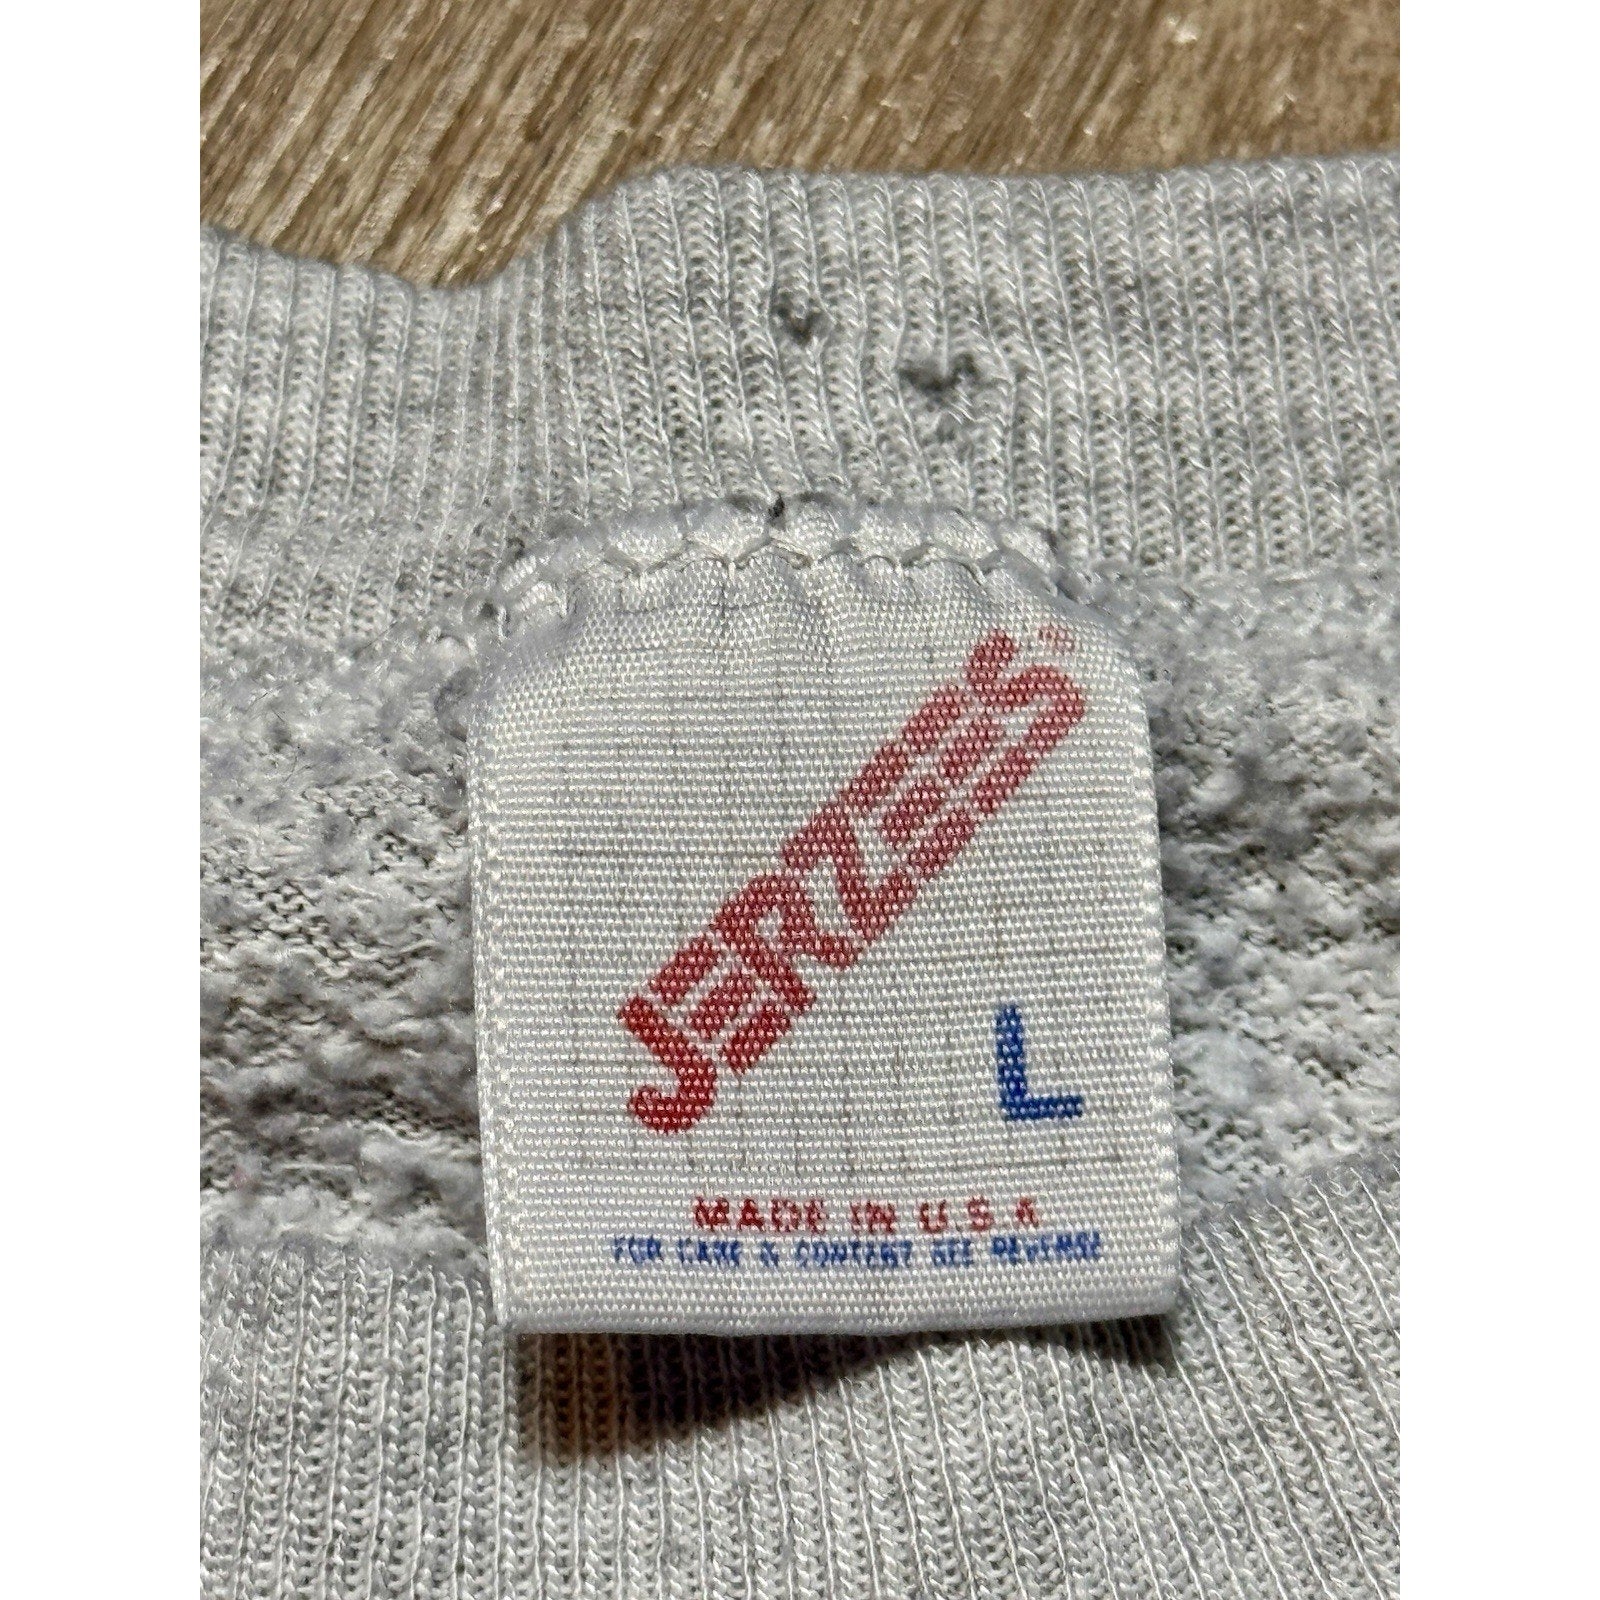 JERZEES®
L
MADE IN U S A
FOR CARE & CONTENT SEE REVERSE